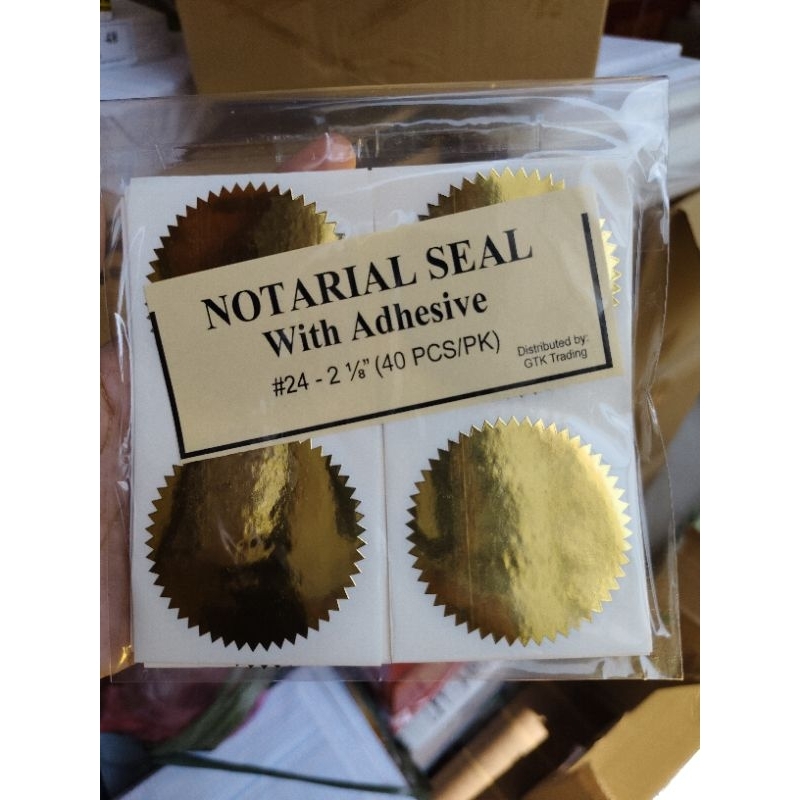 NOTARIAL SEAL
With Adhesive
#24 - 2 ⅛" (40 PCS/PK)
Distributed by:
GTK Trading